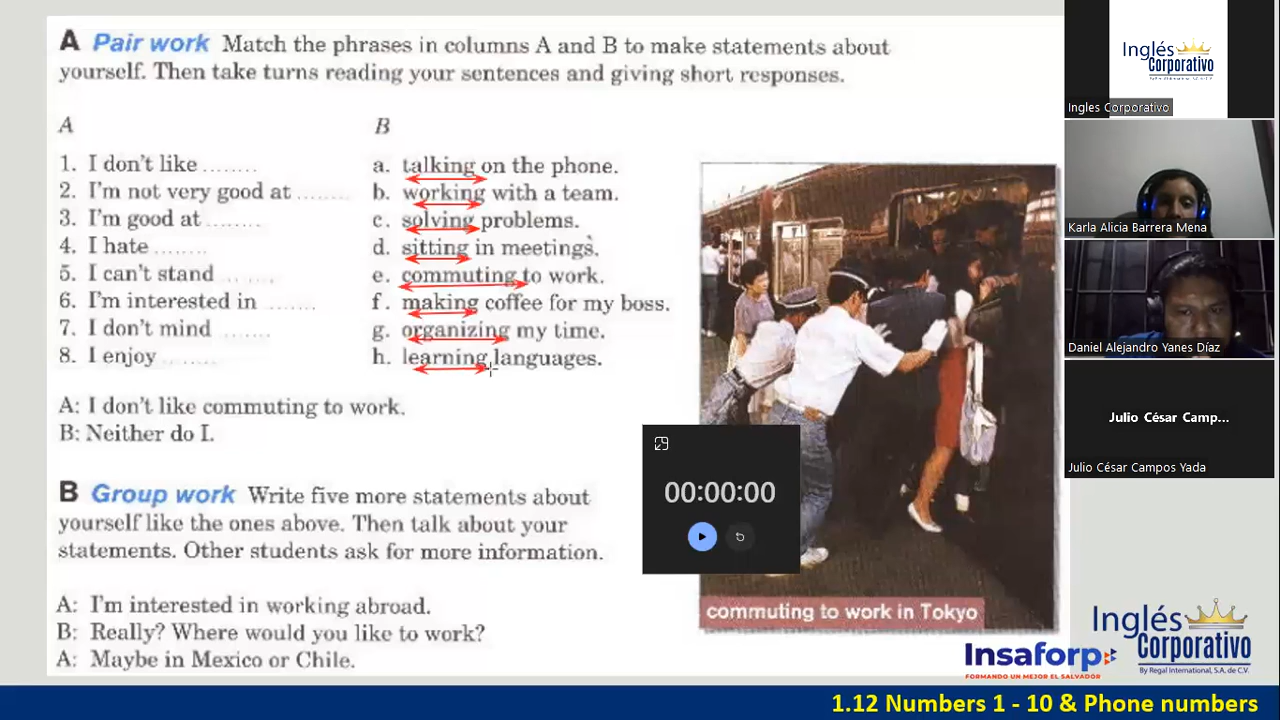 A Pair work Match the phrases in columns A and B to make statements about
yourself. Then take turns reading your sentences and giving short responses.
A
1. I don't like ........
2. I'm not very good at ........
3. I'm good at ........
4. I hate ........
5. I can't stand ........
6. I'm interested in ........
7. I don't mind ........
8. I enjoy ........
B
a. talking on the phone.
b. working with a team.
c. solving problems.
d. sitting in meetings.
e. commuting to work.
f. making coffee for my boss.
g. organizing my time.
h. learning languages.
A: I don't like commuting to work.
B: Neither do I.
B Group work Write five more statements about
yourself like the ones above. Then talk about your
statements. Other students ask for more information.
A: I'm interested in working abroad.
B: Really? Where would you like to work?
A: Maybe in Mexico or Chile.
00:00:00
commuting to work in Tokyo
Inglés
Corporativo
Ingles Corporativo
Karla Alicia Barrera Mena
Daniel Alejandro Yanes Díaz
Julio César Camp...
Julio César Campos Yada
Insaforp
FORMANDO UN MEJOR EL SALVADOR
Inglés
Corporativo
By Regal International, S.A. de C.V.
1.12 Numbers 1 - 10 & Phone numbers